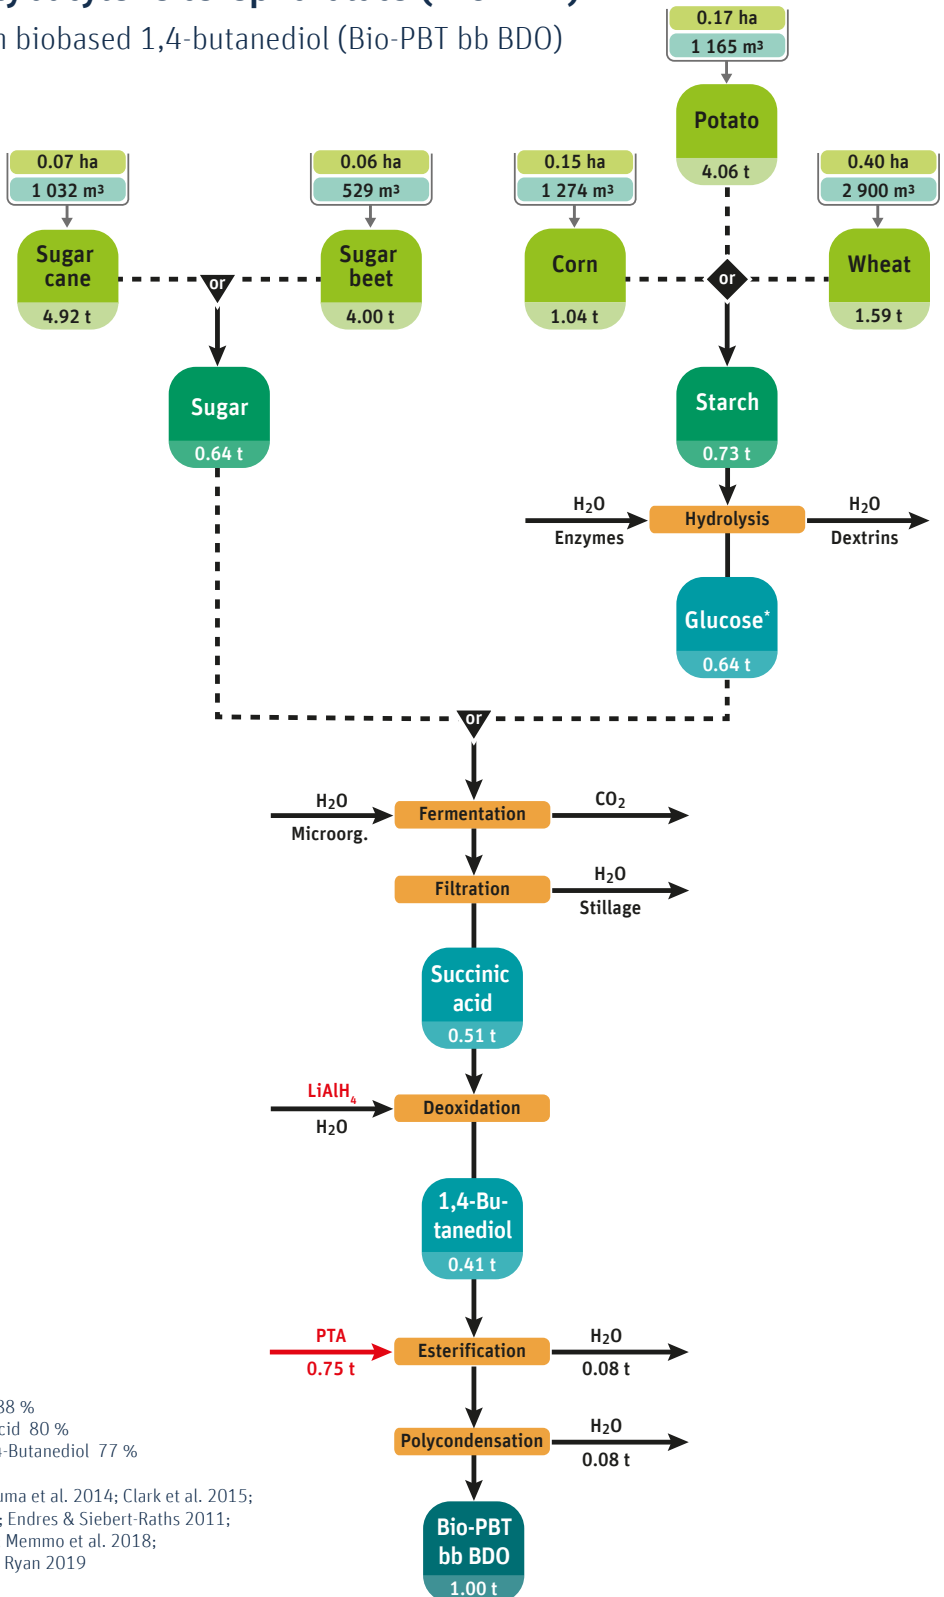 n biobased 1,4-butanediol (Bio-PBT bb BDO)
0.17 ha
1 165 m³
Potato
4.06 t
0.07 ha
1 032 m³
Sugar
cane
4.92 t
0.06 ha
529 m³
Sugar
beet
4.00 t
0.15 ha
1 274 m³
Corn
1.04 t
0.40 ha
2 900 m³
Wheat
1.59 t
or
or
Sugar
0.64 t
Starch
0.73 t
H₂O
Enzymes
Hydrolysis
H₂O
Dextrins
Glucose*
0.64 t
or
H₂O
Microorg.
Fermentation
CO₂
Filtration
H₂O
Stillage
Succinic
acid
0.51 t
LiAlH₄
H₂O
Deoxidation
1,4-Bu-
tanediol
0.41 t
PTA
0.75 t
Esterification
H₂O
0.08 t
Polycondensation
H₂O
0.08 t
Bio-PBT
bb BDO
1.00 t
38 %
cid 80 %
4-Butanediol 77 %
uma et al. 2014; Clark et al. 2015;
; Endres & Siebert-Raths 2011;
Memmo et al. 2018;
Ryan 2019